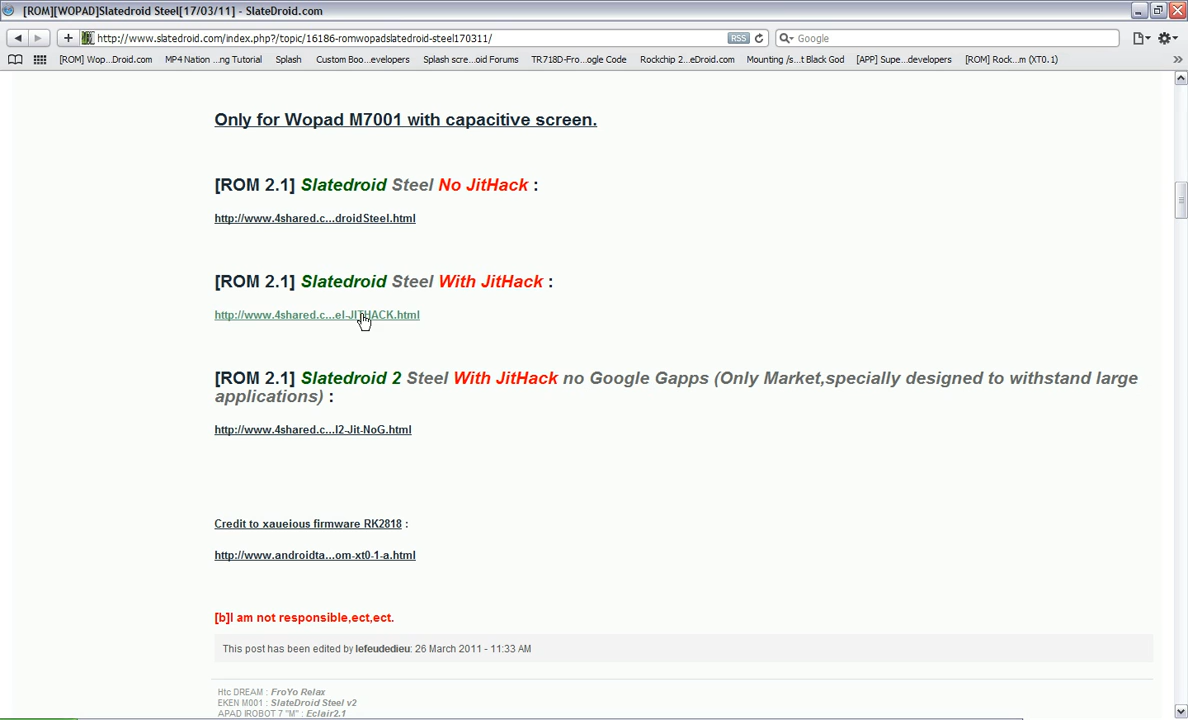 [ROM][WOPAD]Slatedroid Steel[17/03/11] - SlateDroid.com
http://www.slatedroid.com/index.php?/topic/16186-romwopadslatedroid-steel170311/
RSS
Google
[ROM] Wop...Droid.com
MP4 Nation ...ng Tutorial
Splash
Custom Boo...evelopers
Splash scre...oid Forums
TR718D-Fro...ogle Code
Rockchip 2...eDroid.com
Mounting /s...t Black God
[APP] Supe...developers
[ROM] Rock...m (XT0.1)
Only for Wopad M7001 with capacitive screen.
[ROM 2.1] Slatedroid Steel No JitHack :
http://www.4shared.c...droidSteel.html
[ROM 2.1] Slatedroid Steel With JitHack :
http://www.4shared.c...el-JITHACK.html
[ROM 2.1] Slatedroid 2 Steel With JitHack no Google Gapps (Only Market,specially designed to withstand large
applications) :
http://www.4shared.c...l2-Jit-NoG.html
Credit to xaueious firmware RK2818 :
http://www.androidta...om-xt0-1-a.html
[b]I am not responsible,ect,ect.
This post has been edited by lefeudedieu: 26 March 2011 - 11:33 AM
Htc DREAM : FroYo Relax
EKEN M001 : SlateDroid Steel v2
APAD IROBOT 7 "M" : Eclair2.1